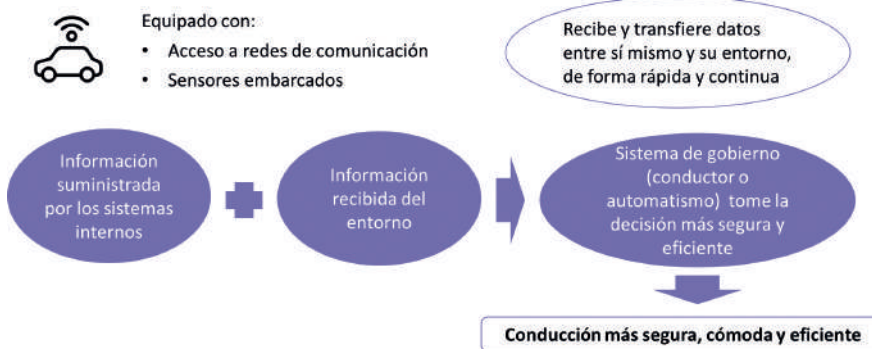 Equipado con:
• Acceso a redes de comunicación
• Sensores embarcados
Recibe y transfiere datos
entre sí mismo y su entorno,
de forma rápida y continua
Información
suministrada
por los sistemas
internos
Información
recibida del
entorno
Sistema de gobierno
(conductor o
automatismo) tome la
decisión más segura y
eficiente
Conducción más segura, cómoda y eficiente